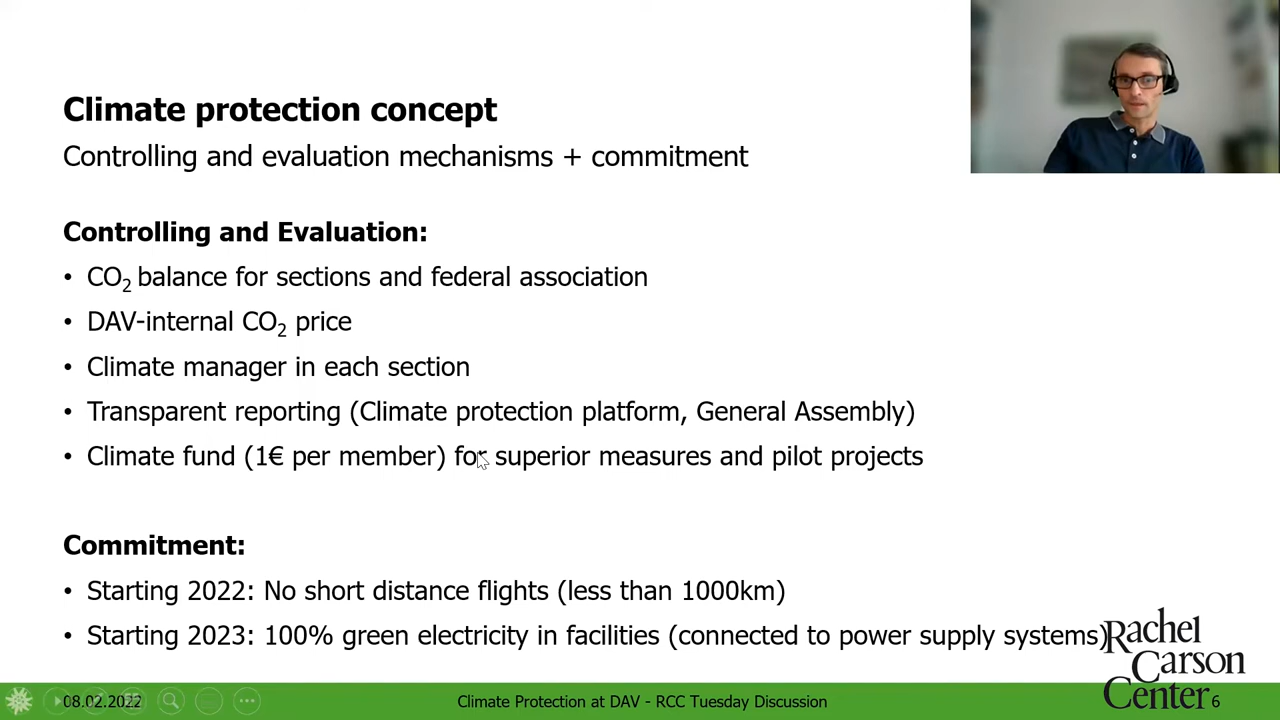 Climate protection concept
Controlling and evaluation mechanisms + commitment
Controlling and Evaluation:
• CO₂ balance for sections and federal association
• DAV-internal CO₂ price
• Climate manager in each section
• Transparent reporting (Climate protection platform, General Assembly)
• Climate fund (1€ per member) for superior measures and pilot projects
Commitment:
• Starting 2022: No short distance flights (less than 1000km)
• Starting 2023: 100% green electricity in facilities (connected to power supply systems)
Rachel
Carson
Center
08.02.2022
Climate Protection at DAV - RCC Tuesday Discussion
6